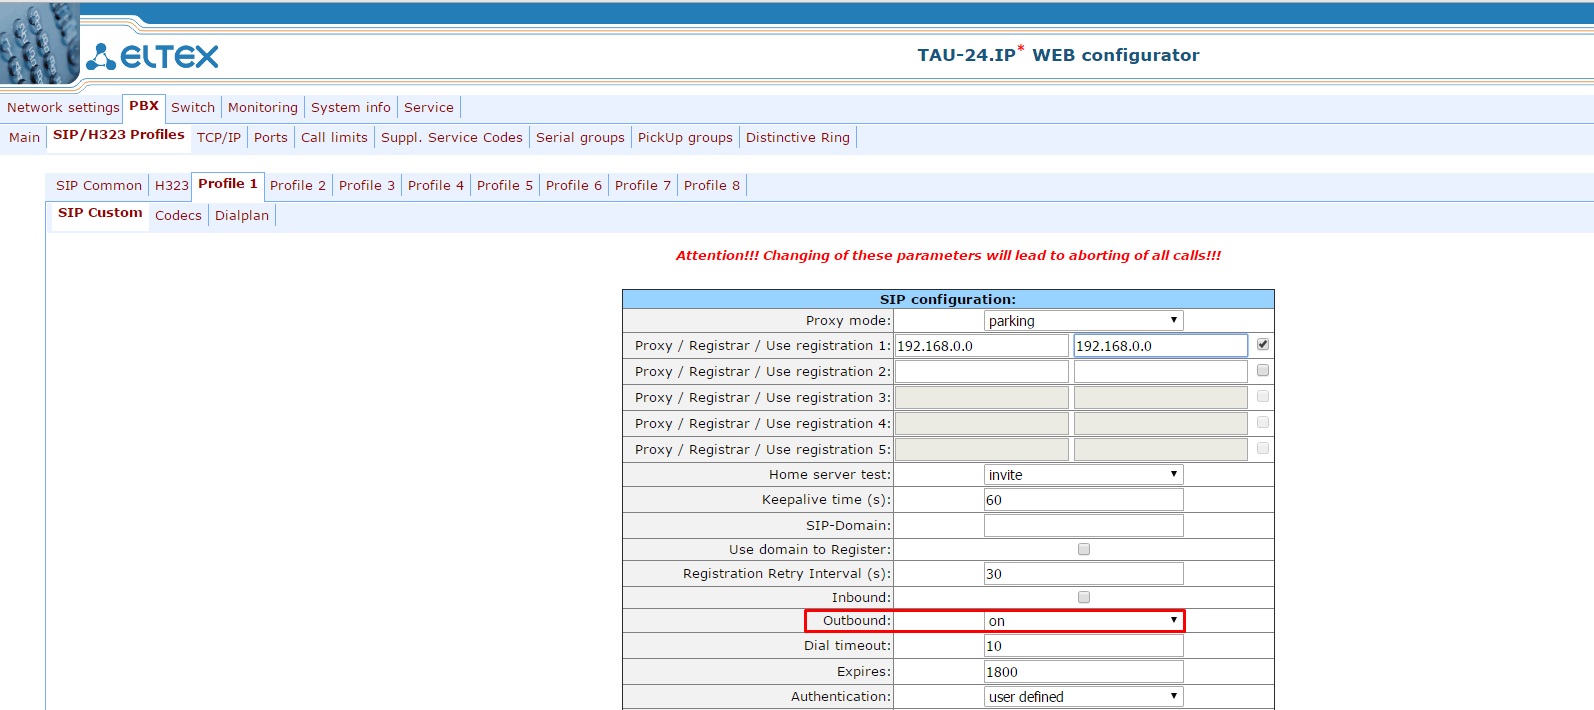 ELTEX
TAU-24.IP* WEB configurator
Network settings PBX Switch Monitoring System info Service
Main SIP/H323 Profiles TCP/IP Ports Call limits Suppl. Service Codes Serial groups PickUp groups Distinctive Ring
SIP Common H323 Profile 1 Profile 2 Profile 3 Profile 4 Profile 5 Profile 6 Profile 7 Profile 8
SIP Custom Codecs Dialplan
Attention!!! Changing of these parameters will lead to aborting of all calls!!!
SIP configuration:
Proxy mode: parking
Proxy / Registrar / Use registration 1: 192.168.0.0 192.168.0.0
Proxy / Registrar / Use registration 2:
Proxy / Registrar / Use registration 3:
Proxy / Registrar / Use registration 4:
Proxy / Registrar / Use registration 5:
Home server test: invite
Keepalive time (s): 60
SIP-Domain:
Use domain to Register:
Registration Retry Interval (s): 30
Inbound:
Outbound: on
Dial timeout: 10
Expires: 1800
Authentication: user defined